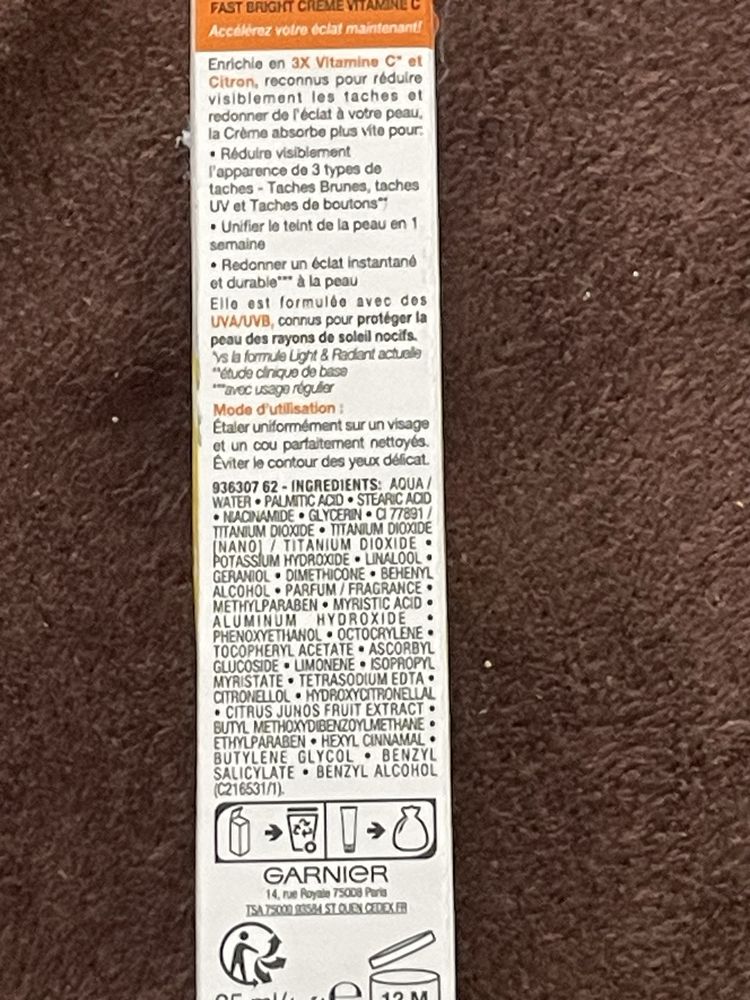 FAST BRIGHT CRÈME VITAMINE C
Accélérez votre éclat maintenant!
Enrichie en 3X Vitamine C* et
Citron, reconnus pour réduire
visiblement les taches et
redonner de l'éclat à votre peau,
la Crème absorbe plus vite pour:
• Réduire visiblement
l'apparence de 3 types de
taches - Taches Brunes, taches
UV et Taches de boutons**
• Unifier le teint de la peau en 1
semaine
• Redonner un éclat instantané
et durable*** à la peau
Elle est formulée avec des
UVA/UVB, connus pour protéger la
peau des rayons de soleil nocifs.
*vs la formule Light & Radiant actuelle
**étude clinique de base
***avec usage régulier
Mode d'utilisation :
Étaler uniformément sur un visage
et un cou parfaitement nettoyés.
Éviter le contour des yeux délicat.
936307 62 - INGREDIENTS: AQUA /
WATER • PALMITIC ACID • STEARIC ACID
• NIACINAMIDE • GLYCERIN • CI 77891 /
TITANIUM DIOXIDE • TITANIUM DIOXIDE
[NANO] / TITANIUM DIOXIDE •
POTASSIUM HYDROXIDE • LINALOOL •
GERANIOL • DIMETHICONE • BEHENYL
ALCOHOL • PARFUM / FRAGRANCE •
METHYLPARABEN • MYRISTIC ACID •
ALUMINUM HYDROXIDE •
PHENOXYETHANOL • OCTOCRYLENE •
TOCOPHERYL ACETATE • ASCORBYL
GLUCOSIDE • LIMONENE • ISOPROPYL
MYRISTATE • TETRASODIUM EDTA •
CITRONELLOL • HYDROXYCITRONELLAL
• CITRUS JUNOS FRUIT EXTRACT •
BUTYL METHOXYDIBENZOYLMETHANE •
ETHYLPARABEN • HEXYL CINNAMAL •
BUTYLENE GLYCOL • BENZYL
SALICYLATE • BENZYL ALCOHOL
(C216531/1).
GARNIER
14, rue Royale 75008 Paris
TSA 75000 93584 ST OUEN CEDEX FR
12 M